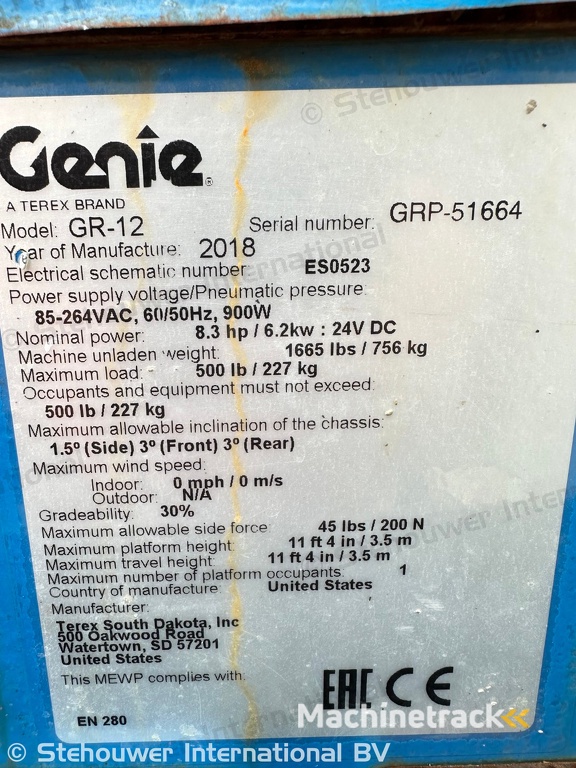 © Stehouwer International BV
Genie®
A TEREX BRAND
Model: GR-12 Serial number: GRP-51664
Year of Manufacture: 2018
Electrical schematic number: ES0523
Power supply voltage/Pneumatic pressure:
85-264VAC, 60/50Hz, 900W
Nominal power: 8.3 hp / 6.2kw : 24V DC
Machine unladen weight: 1665 lbs / 756 kg
Maximum load: 500 lb / 227 kg
Occupants and equipment must not exceed:
500 lb / 227 kg
Maximum allowable inclination of the chassis:
1.5º (Side) 3º (Front) 3º (Rear)
Maximum wind speed:
Indoor: 0 mph / 0 m/s
Outdoor: N/A
Gradeability: 30%
Maximum allowable side force: 45 lbs / 200 N
Maximum platform height: 11 ft 4 in / 3.5 m
Maximum travel height: 11 ft 4 in / 3.5 m
Maximum number of platform occupants: 1
Country of manufacture: United States
Manufacturer:
Terex South Dakota, Inc
500 Oakwood Road
Watertown, SD 57201
United States
This MEWP complies with:
EAC CE
EN 280
Machinetrack
© Stehouwer International BV